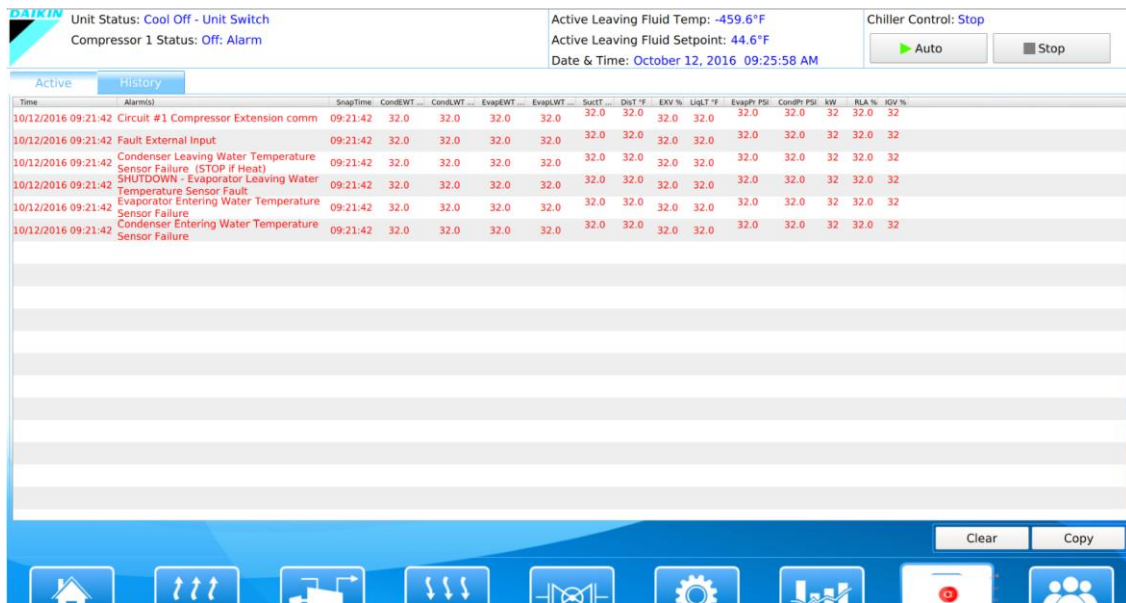 DAIKIN
Unit Status: Cool Off - Unit Switch
Compressor 1 Status: Off: Alarm
Active Leaving Fluid Temp: -459.6°F
Active Leaving Fluid Setpoint: 44.6°F
Date & Time: October 12, 2016 09:25:58 AM
Chiller Control: Stop
Auto
Stop
Active
History
Time Alarm(s) SnapTime CondEWT ... CondLWT ... EvapEWT ... EvapLWT ... SuctT ... DisT °F EXV % LiqLT °F EvapPr PSI CondPr PSI kW RLA % IGV %
10/12/2016 09:21:42 Circuit #1 Compressor Extension comm 09:21:42 32.0 32.0 32.0 32.0 32.0 32.0 32.0 32.0 32.0 32.0 32 32.0 32
10/12/2016 09:21:42 Fault External Input 09:21:42 32.0 32.0 32.0 32.0 32.0 32.0 32.0 32.0 32.0 32.0 32 32.0 32
10/12/2016 09:21:42 Condenser Leaving Water Temperature
Sensor Failure (STOP if Heat) 09:21:42 32.0 32.0 32.0 32.0 32.0 32.0 32.0 32.0 32.0 32.0 32 32.0 32
10/12/2016 09:21:42 SHUTDOWN - Evaporator Leaving Water
Temperature Sensor Fault 09:21:42 32.0 32.0 32.0 32.0 32.0 32.0 32.0 32.0 32.0 32.0 32 32.0 32
10/12/2016 09:21:42 Evaporator Entering Water Temperature
Sensor Failure 09:21:42 32.0 32.0 32.0 32.0 32.0 32.0 32.0 32.0 32.0 32.0 32 32.0 32
10/12/2016 09:21:42 Condenser Entering Water Temperature
Sensor Failure 09:21:42 32.0 32.0 32.0 32.0 32.0 32.0 32.0 32.0 32.0 32.0 32 32.0 32
Clear
Copy